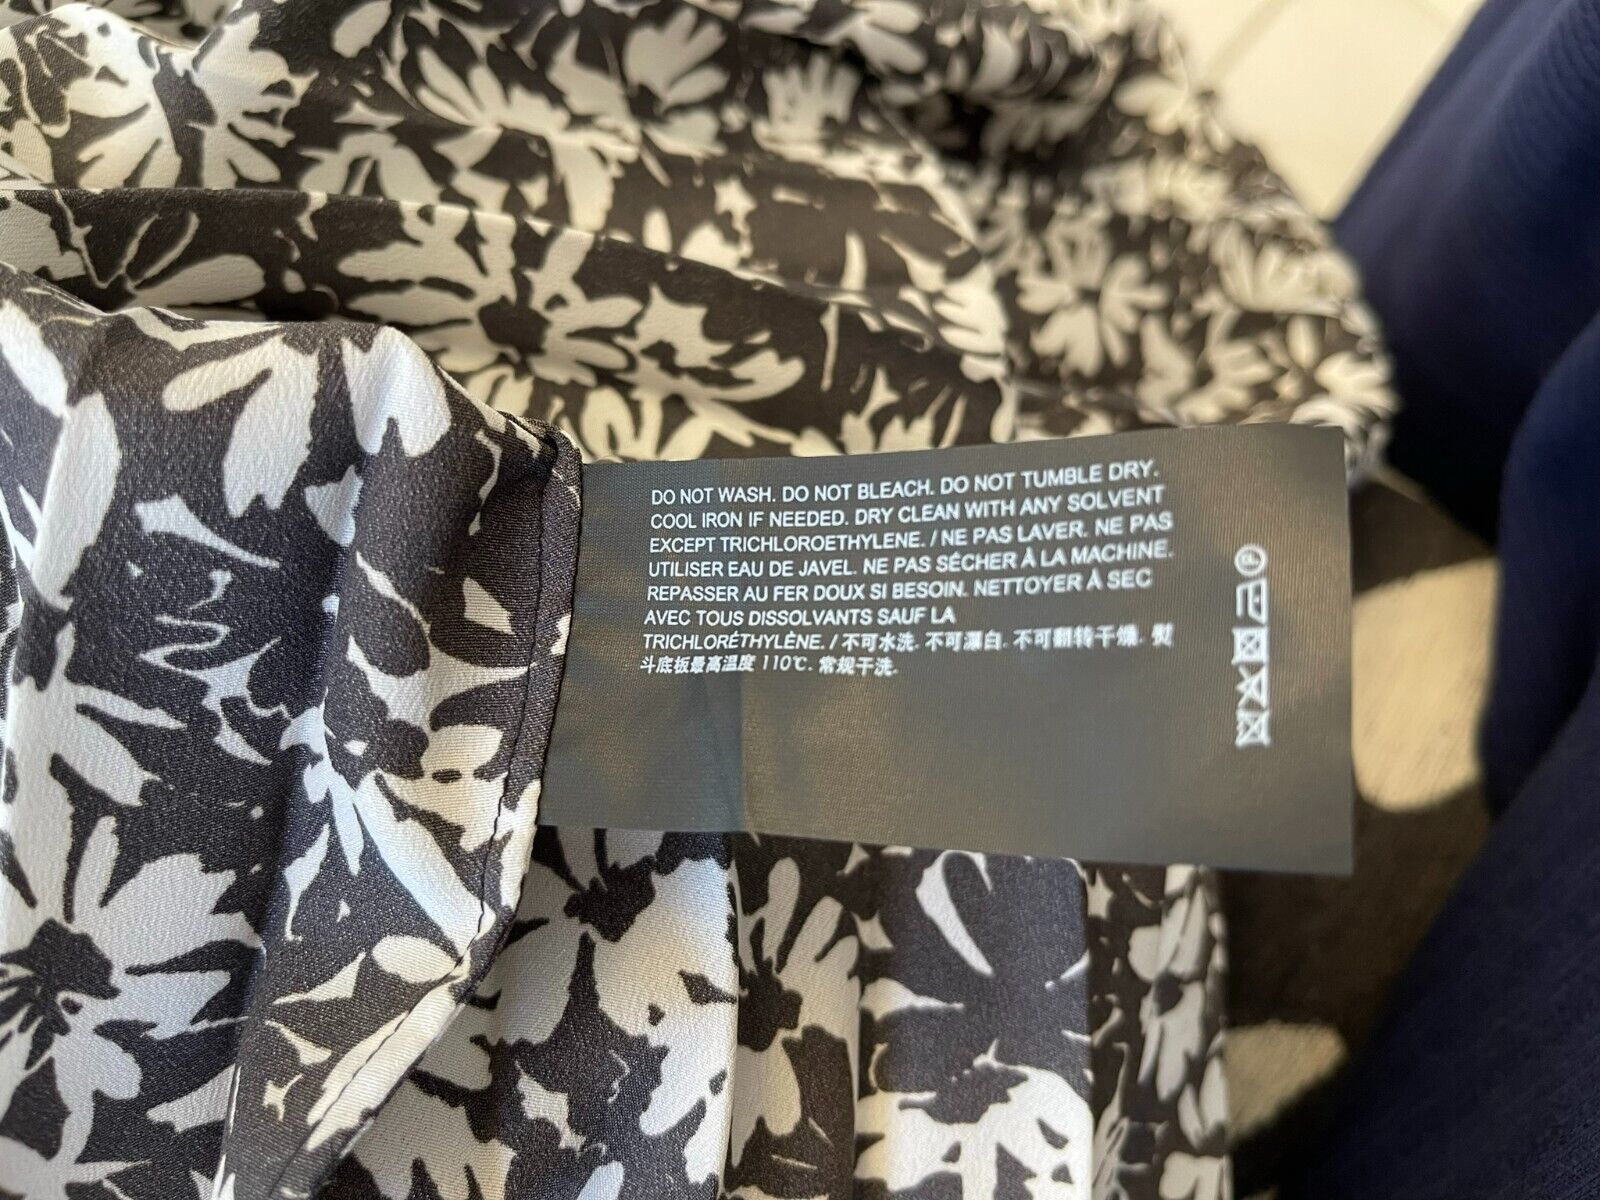 DO NOT WASH. DO NOT BLEACH. DO NOT TUMBLE DRY.
COOL IRON IF NEEDED. DRY CLEAN WITH ANY SOLVENT
EXCEPT TRICHLOROETHYLENE. / NE PAS LAVER. NE PAS
UTILISER EAU DE JAVEL. NE PAS SÉCHER À LA MACHINE.
REPASSER AU FER DOUX SI BESOIN. NETTOYER À SEC
AVEC TOUS DISSOLVANTS SAUF LA
TRICHLORÉTHYLÈNE. / 不可水洗. 不可漂白. 不可翻转干燥. 熨
斗底板最高温度 110℃. 常规干洗.